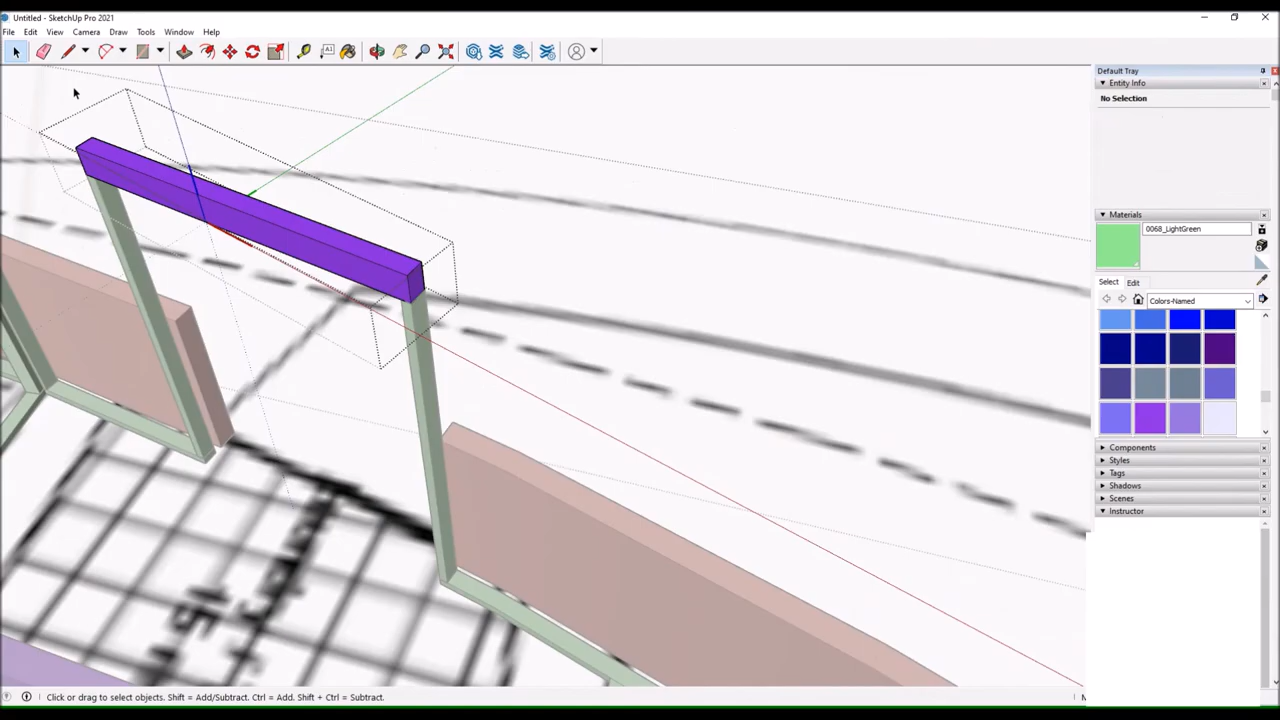 Untitled - SketchUp Pro 2021
File Edit View Camera Draw Tools Window Help
Default Tray
Entity Info
No Selection
Materials
0068_LightGreen
Select Edit
Colors-Named
Components
Styles
Tags
Shadows
Scenes
Instructor
Click or drag to select objects. Shift = Add/Subtract. Ctrl = Add. Shift + Ctrl = Subtract.